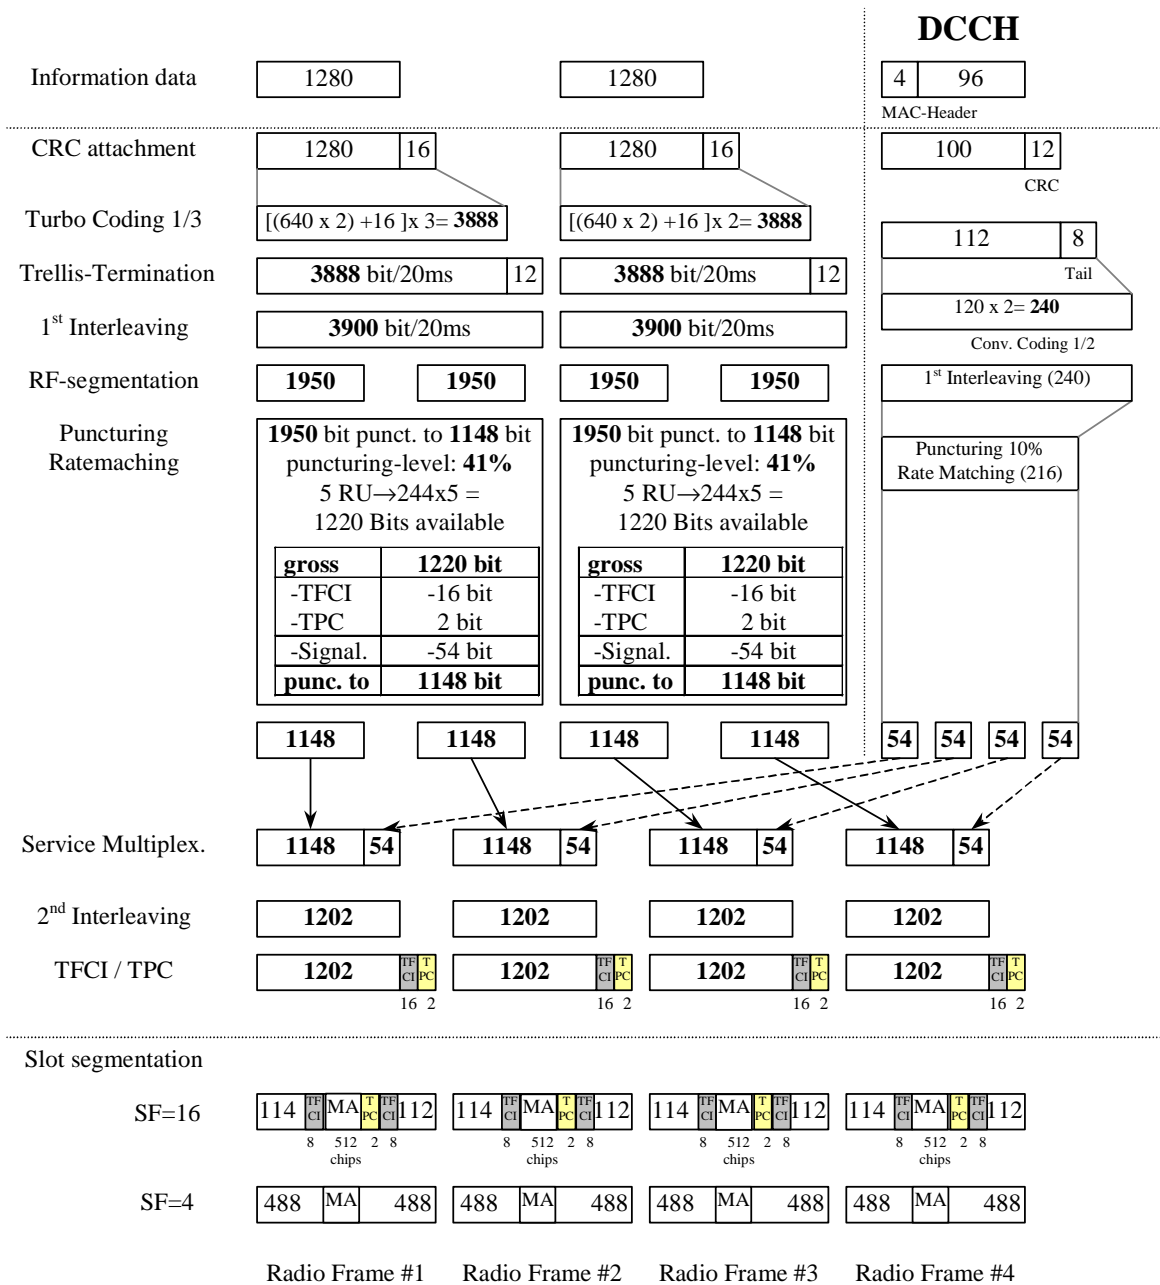 DCCH
Information data 1280 1280 4 96
MAC-Header
CRC attachment 1280 16 1280 16 100 12
CRC
Turbo Coding 1/3 [(640 x 2) +16 ]x 3= 3888 [(640 x 2) +16 ]x 2= 3888
112 8
Tail
Trellis-Termination 3888 bit/20ms 12 3888 bit/20ms 12
120 x 2= 240
Conv. Coding 1/2
1st Interleaving 3900 bit/20ms 3900 bit/20ms
RF-segmentation 1950 1950 1950 1950 1st Interleaving (240)
Puncturing
Ratemaching
1950 bit punct. to 1148 bit
puncturing-level: 41%
5 RU→244x5 =
1220 Bits available
gross 1220 bit
-TFCI -16 bit
-TPC 2 bit
-Signal. -54 bit
punc. to 1148 bit
1950 bit punct. to 1148 bit
puncturing-level: 41%
5 RU→244x5 =
1220 Bits available
gross 1220 bit
-TFCI -16 bit
-TPC 2 bit
-Signal. -54 bit
punc. to 1148 bit
Puncturing 10%
Rate Matching (216)
1148 1148 1148 1148 54 54 54 54
Service Multiplex. 1148 54 1148 54 1148 54 1148 54
2nd Interleaving 1202 1202 1202 1202
TFCI / TPC 1202 TFCI TPC 1202 TFCI TPC 1202 TFCI TPC 1202 TFCI TPC
16 2 16 2 16 2 16 2
Slot segmentation
SF=16 114 TFCI MA TPC TFCI 112 114 TFCI MA TPC TFCI 112 114 TFCI MA TPC TFCI 112 114 TFCI MA TPC TFCI 112
8 512 2 8 8 512 2 8 8 512 2 8 8 512 2 8
chips chips chips chips
SF=4 488 MA 488 488 MA 488 488 MA 488 488 MA 488
Radio Frame #1 Radio Frame #2 Radio Frame #3 Radio Frame #4